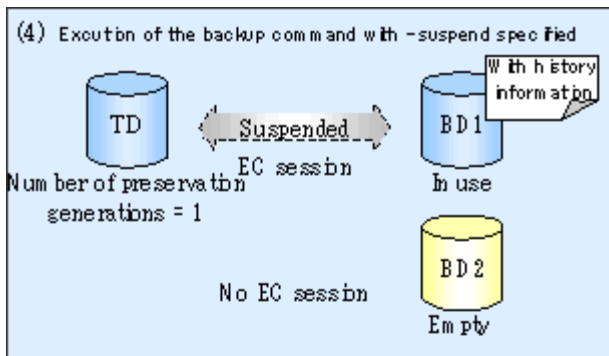 (4) Excution of the backup command with -suspend specified
With history
information
TD
Suspended
BD1
EC session
Number of preservation
generations = 1
In use
BD2
No EC session
Empty